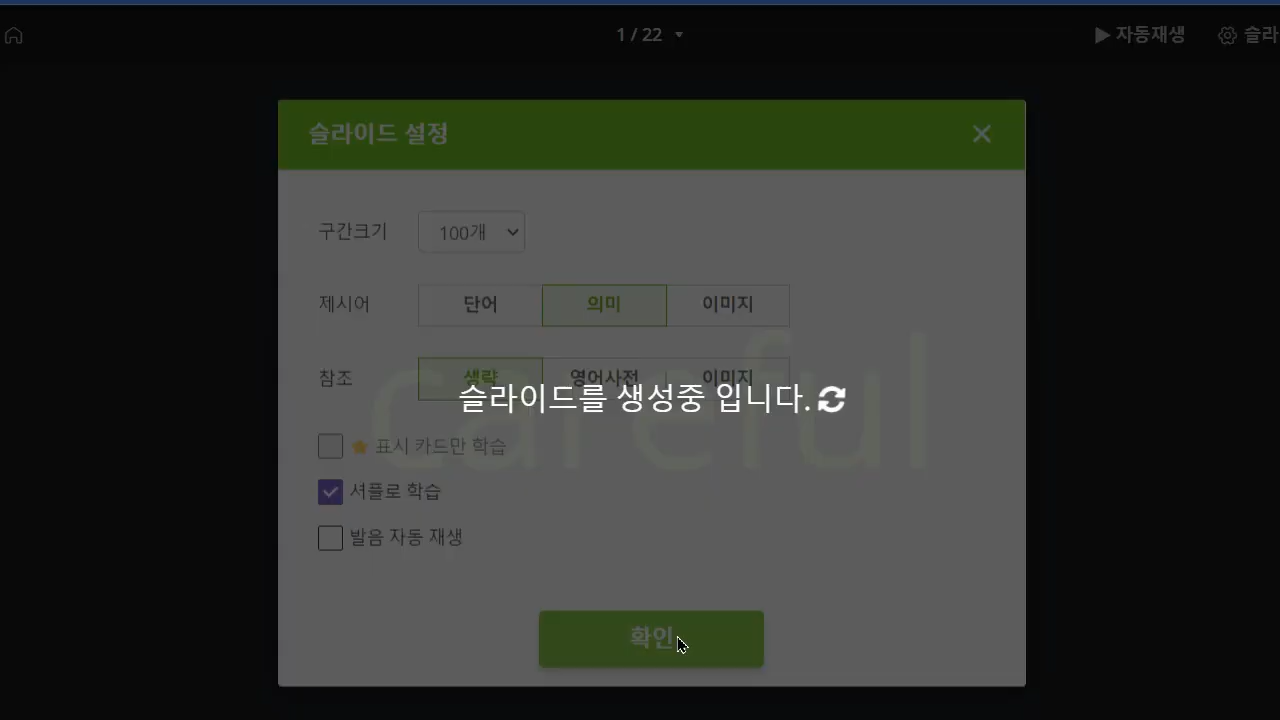 1 / 22
자동재생
슬라
슬라이드 설정
구간크기 100개
제시어 단어 의미 이미지
참조 생략 영어사전 이미지
careful
슬라이드를 생성중 입니다.
표시 카드만 학습
셔플로 학습
발음 자동 재생
확인